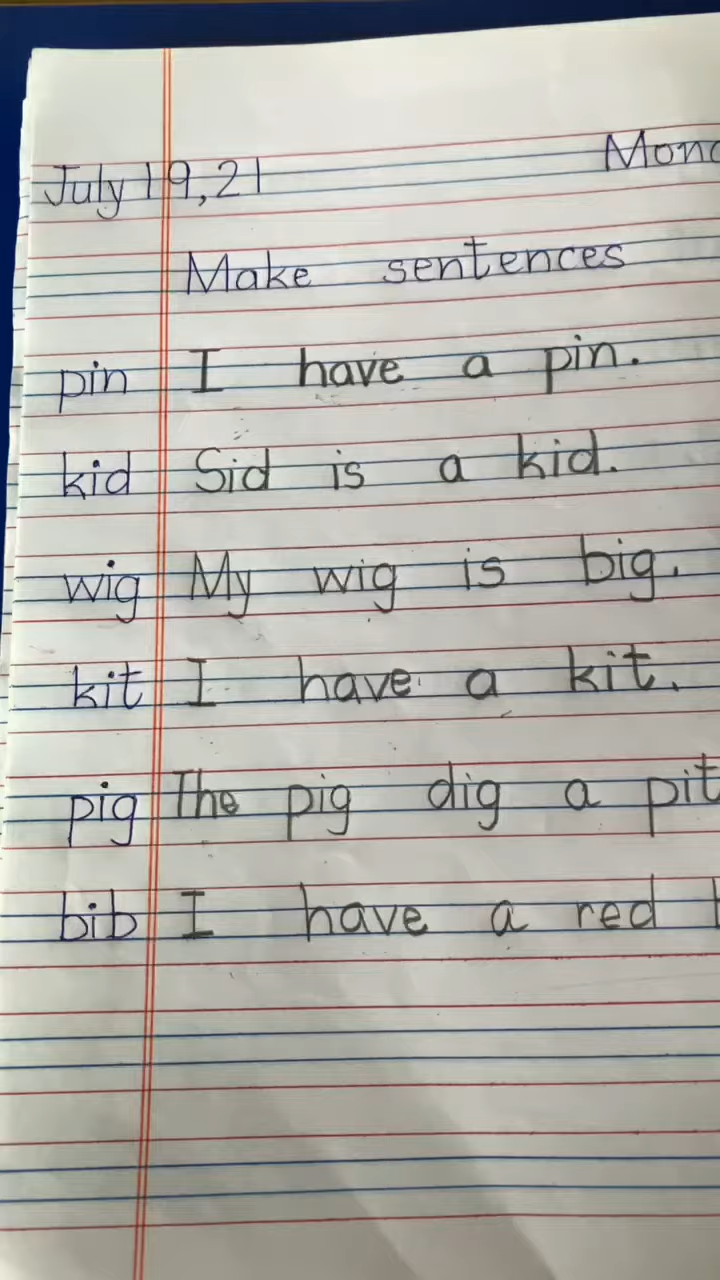 July 19, 21 Mon
Make sentences
pin I have a pin.
kid Sid is a kid.
wig My wig is big.
kit I have a kit.
pig The pig dig a pit
bib I have a red